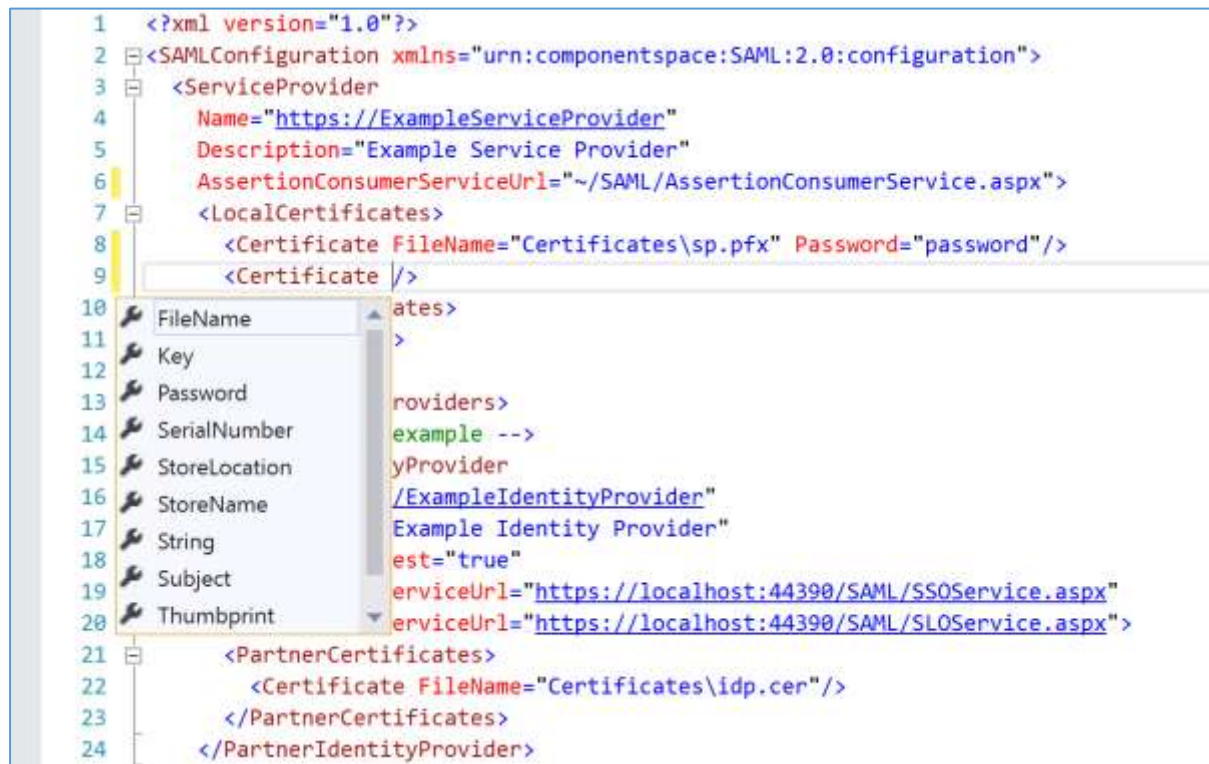 1 <?xml version="1.0"?>
2 <SAMLConfiguration xmlns="urn:componentspace:SAML:2.0:configuration">
3 <ServiceProvider
4 Name="https://ExampleServiceProvider"
5 Description="Example Service Provider"
6 AssertionConsumerServiceUrl="~/SAML/AssertionConsumerService.aspx">
7 <LocalCertificates>
8 <Certificate FileName="Certificates\sp.pfx" Password="password"/>
9 <Certificate />
10 ates>
FileName
11 >
Key
12
Password
13 roviders>
14 SerialNumber example -->
15 StoreLocation yProvider
16 StoreName /ExampleIdentityProvider"
17 Example Identity Provider"
String
18 est="true"
Subject
19 erviceUrl="https://localhost:44390/SAML/SSOService.aspx"
20 Thumbprint erviceUrl="https://localhost:44390/SAML/SLOService.aspx">
21 <PartnerCertificates>
22 <Certificate FileName="Certificates\idp.cer"/>
23 </PartnerCertificates>
24 </PartnerIdentityProvider>